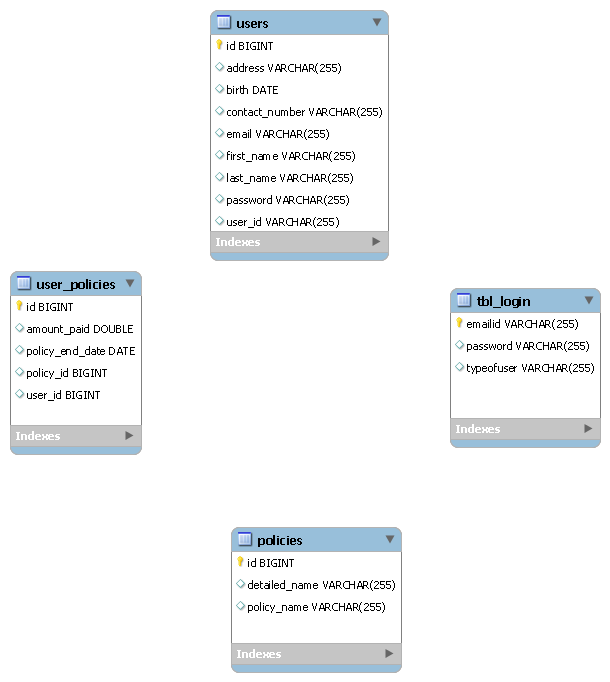 users
id BIGINT
address VARCHAR(255)
birth DATE
contact_number VARCHAR(255)
email VARCHAR(255)
first_name VARCHAR(255)
last_name VARCHAR(255)
password VARCHAR(255)
user_id VARCHAR(255)
Indexes
user_policies
id BIGINT
amount_paid DOUBLE
policy_end_date DATE
policy_id BIGINT
user_id BIGINT
Indexes
tbl_login
emailid VARCHAR(255)
password VARCHAR(255)
typeofuser VARCHAR(255)
Indexes
policies
id BIGINT
detailed_name VARCHAR(255)
policy_name VARCHAR(255)
Indexes